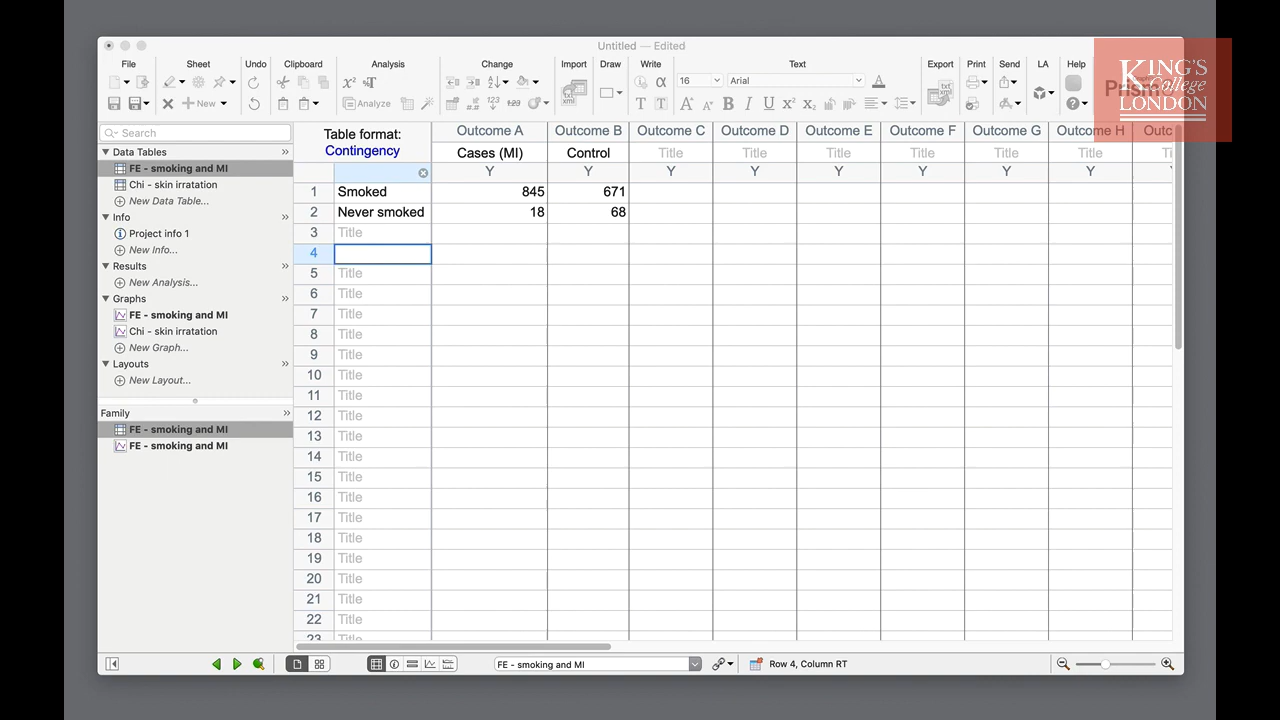 Untitled — Edited
File Sheet Undo Clipboard Analysis Change Import Draw Write Text Export Print Send LA Help
KING'S College LONDON
Prism
16 Arial
New Analyze
Search
Data Tables
FE - smoking and MI
Chi - skin irratation
New Data Table...
Info
Project info 1
New Info...
Results
New Analysis...
Graphs
FE - smoking and MI
Chi - skin irratation
New Graph...
Layouts
New Layout...
Family
FE - smoking and MI
FE - smoking and MI
Table format:
Contingency
Outcome A Outcome B Outcome C Outcome D Outcome E Outcome F Outcome G Outcome H Outc
Cases (MI) Control Title Title Title Title Title Title Ti
Y Y Y Y Y Y Y Y
1 Smoked 845 671
2 Never smoked 18 68
3 Title
4
5 Title
6 Title
7 Title
8 Title
9 Title
10 Title
11 Title
12 Title
13 Title
14 Title
15 Title
16 Title
17 Title
18 Title
19 Title
20 Title
21 Title
22 Title
23 Title
FE - smoking and MI
Row 4, Column RT